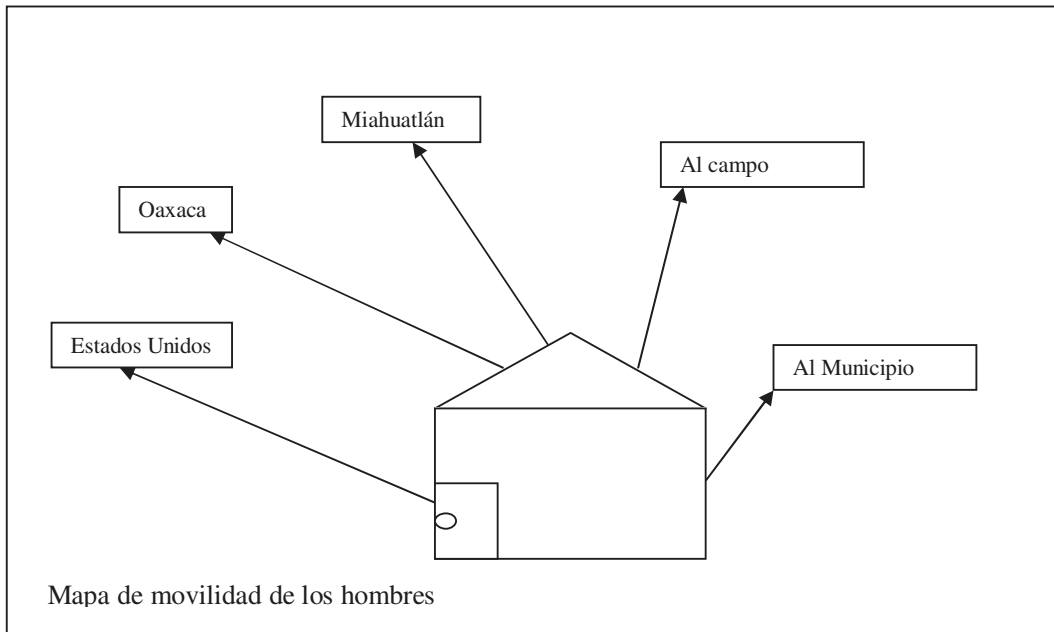 Miahuatlán
Al campo
Oaxaca
Estados Unidos
Al Municipio
Mapa de movilidad de los hombres